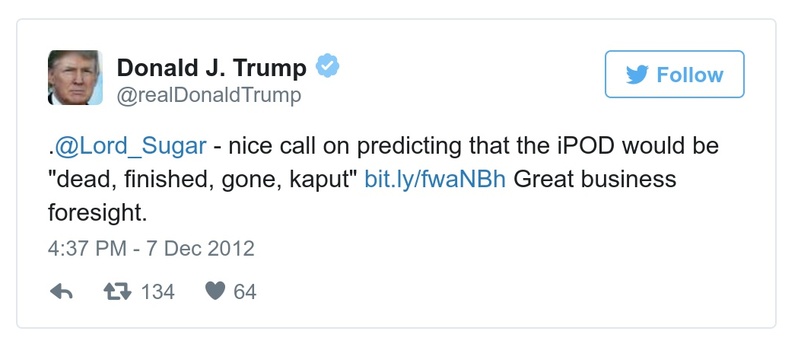 Donald J. Trump
@realDonaldTrump
Follow
.@Lord_Sugar - nice call on predicting that the iPOD would be
"dead, finished, gone, kaput" bit.ly/fwaNBh Great business
foresight.
4:37 PM - 7 Dec 2012
134 64